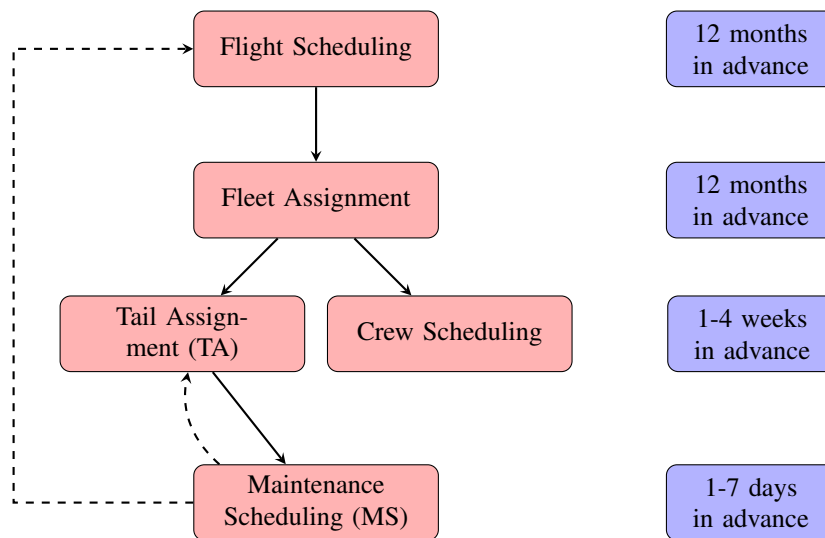 Flight Scheduling
12 months
in advance
Fleet Assignment
12 months
in advance
Tail Assign-
ment (TA)
Crew Scheduling
1-4 weeks
in advance
Maintenance
Scheduling (MS)
1-7 days
in advance